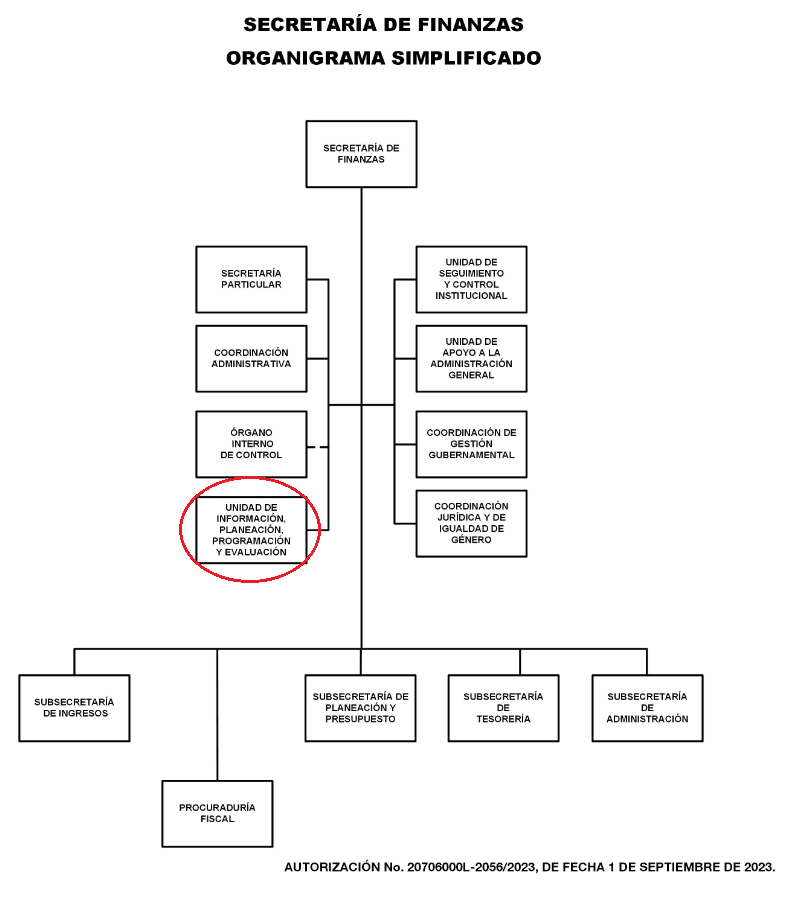 SECRETARÍA DE FINANZAS
ORGANIGRAMA SIMPLIFICADO
SECRETARÍA DE
FINANZAS
SECRETARÍA
PARTICULAR
UNIDAD DE
SEGUIMIENTO
Y CONTROL
INSTITUCIONAL
COORDINACIÓN
ADMINISTRATIVA
UNIDAD DE
APOYO A LA
ADMINISTRACIÓN
GENERAL
ÓRGANO
INTERNO
DE CONTROL
COORDINACIÓN DE
GESTIÓN
GUBERNAMENTAL
UNIDAD DE
INFORMACIÓN,
PLANEACIÓN,
PROGRAMACIÓN
Y EVALUACIÓN
COORDINACIÓN
JURÍDICA Y DE
IGUALDAD DE
GÉNERO
SUBSECRETARÍA
DE INGRESOS
SUBSECRETARÍA DE
PLANEACIÓN Y
PRESUPUESTO
SUBSECRETARÍA
DE
TESORERÍA
SUBSECRETARÍA
DE
ADMINISTRACIÓN
PROCURADURÍA
FISCAL
AUTORIZACIÓN No. 20706000L-2056/2023, DE FECHA 1 DE SEPTIEMBRE DE 2023.